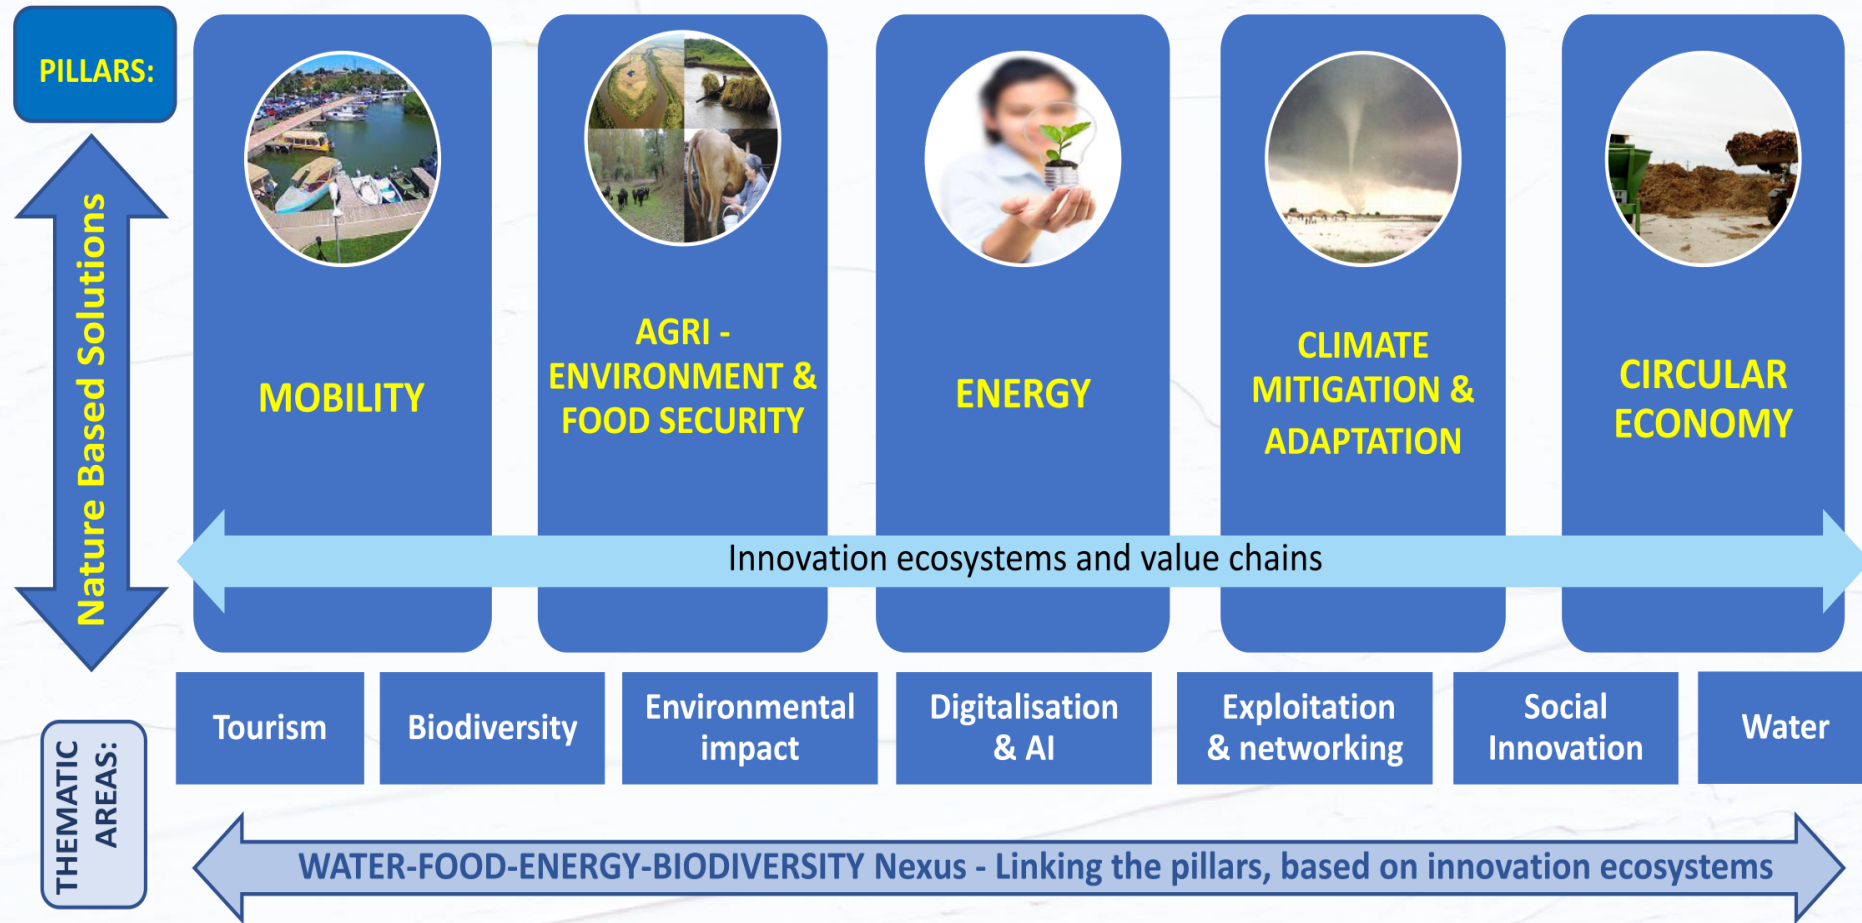 PILLARS:
Nature Based Solutions
MOBILITY
AGRI -
ENVIRONMENT &
FOOD SECURITY
ENERGY
CLIMATE
MITIGATION &
ADAPTATION
CIRCULAR
ECONOMY
Innovation ecosystems and value chains
THEMATIC
AREAS:
Tourism
Biodiversity
Environmental
impact
Digitalisation
& AI
Exploitation
& networking
Social
Innovation
Water
WATER-FOOD-ENERGY-BIODIVERSITY Nexus - Linking the pillars, based on innovation ecosystems